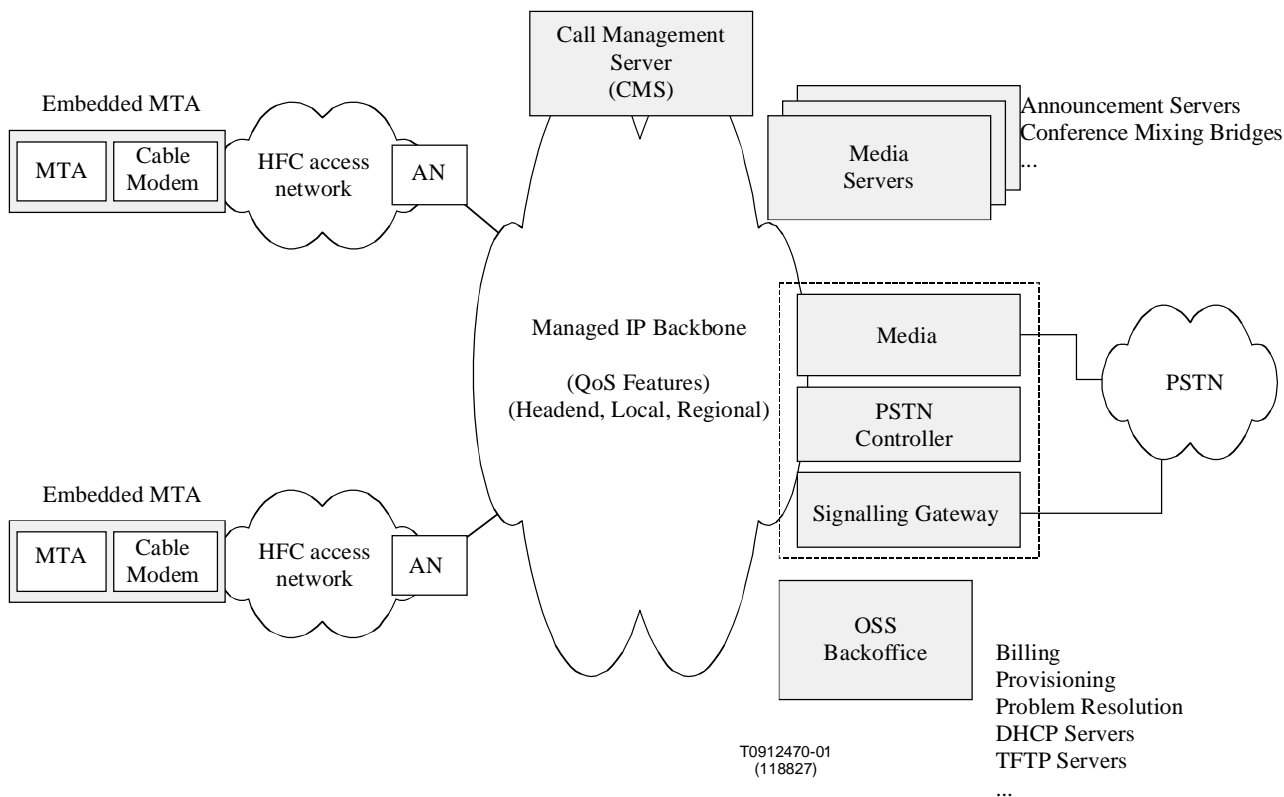 Call Management
Server
(CMS)
Embedded MTA
MTA
Cable
Modem
HFC access
network
AN
Media
Servers
Announcement Servers
Conference Mixing Bridges
...
Managed IP Backbone
(QoS Features)
(Headend, Local, Regional)
Media
PSTN
Controller
Signalling Gateway
PSTN
Embedded MTA
MTA
Cable
Modem
HFC access
network
AN
OSS
Backoffice
Billing
Provisioning
Problem Resolution
DHCP Servers
TFTP Servers
...
T0912470-01
(118827)